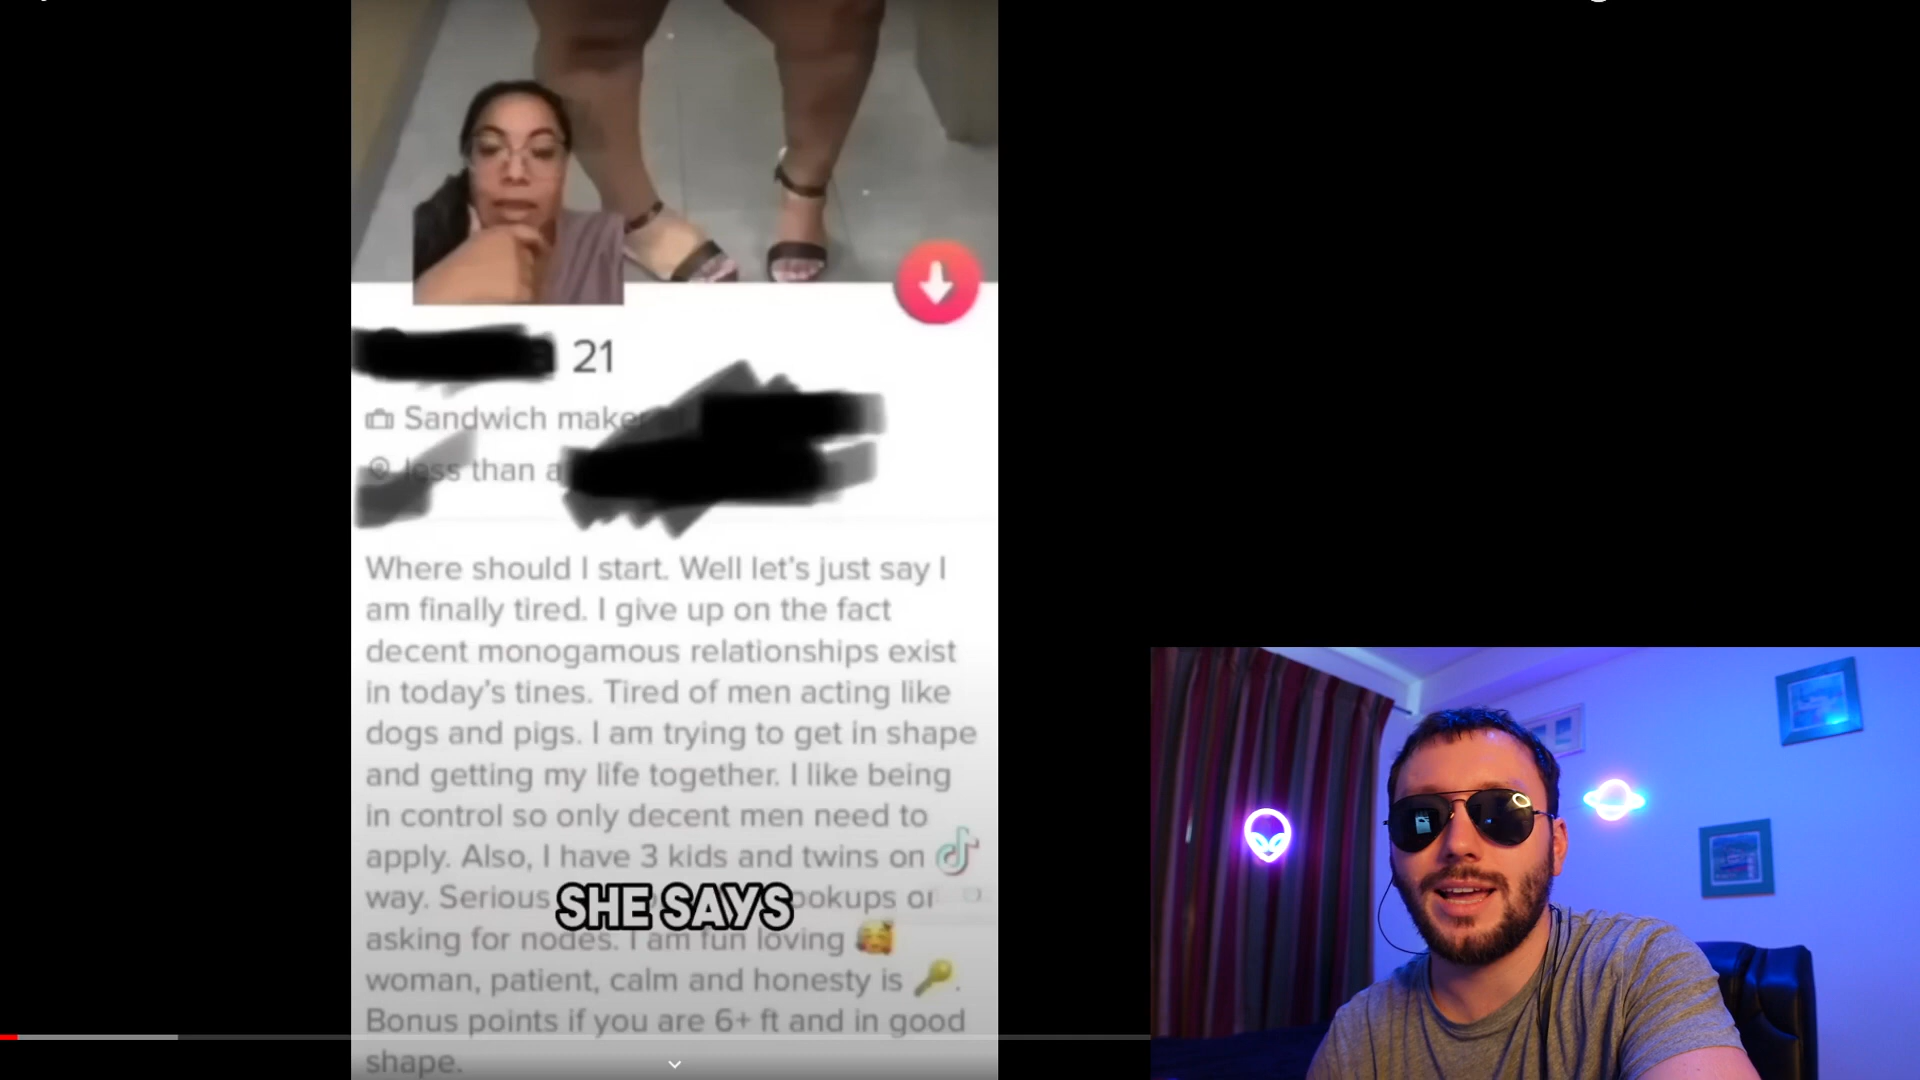 21
Sandwich maker
less than a
Where should I start. Well let's just say I
am finally tired. I give up on the fact
decent monogamous relationships exist
in today's tines. Tired of men acting like
dogs and pigs. I am trying to get in shape
and getting my life together. I like being
in control so only decent men need to
apply. Also, I have 3 kids and twins on
way. Serious
SHE SAYS
asking for nodes. I am fun loving 🥰
woman, patient, calm and honesty is 🔑.
Bonus points if you are 6+ ft and in good
shape.